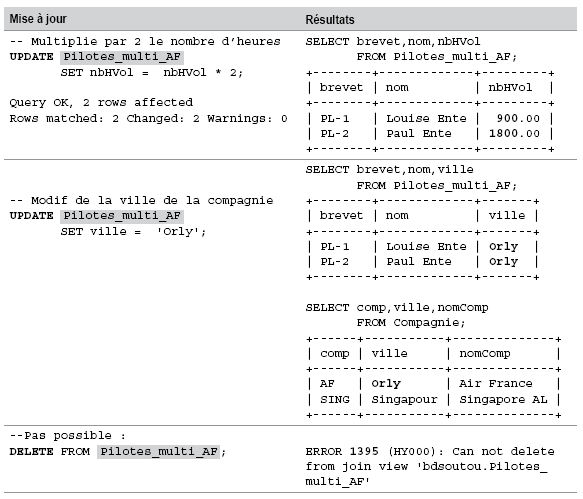 Mise à jour
Résultats
-- Multiplie par 2 le nombre d'heures
UPDATE Pilotes_multi_AF
SET nbHVol =  nbHVol * 2;
Query OK, 2 rows affected
Rows matched: 2 Changed: 2 Warnings: 0
SELECT brevet,nom,nbHVol
FROM Pilotes_multi_AF;
+--------+-------------+---------+
| brevet | nom         | nbHVol  |
+--------+-------------+---------+
| PL-1   | Louise Ente |  900.00 |
| PL-2   | Paul Ente   | 1800.00 |
+--------+-------------+---------+
-- Modif de la ville de la compagnie
UPDATE Pilotes_multi_AF
SET ville =  'Orly';
SELECT brevet,nom,ville
FROM Pilotes_multi_AF;
+--------+-------------+-------+
| brevet | nom         | ville |
+--------+-------------+-------+
| PL-1   | Louise Ente | Orly  |
| PL-2   | Paul Ente   | Orly  |
+--------+-------------+-------+
SELECT comp,ville,nomComp
FROM Compagnie;
+------+-----------+--------------+
| comp | ville     | nomComp      |
+------+-----------+--------------+
| AF   | Orly      | Air France   |
| SING | Singapour | Singapore AL |
+------+-----------+--------------+
--Pas possible :
DELETE FROM Pilotes_multi_AF;
ERROR 1395 (HY000): Can not delete
from join view 'bdsoutou.Pilotes_
multi_AF'